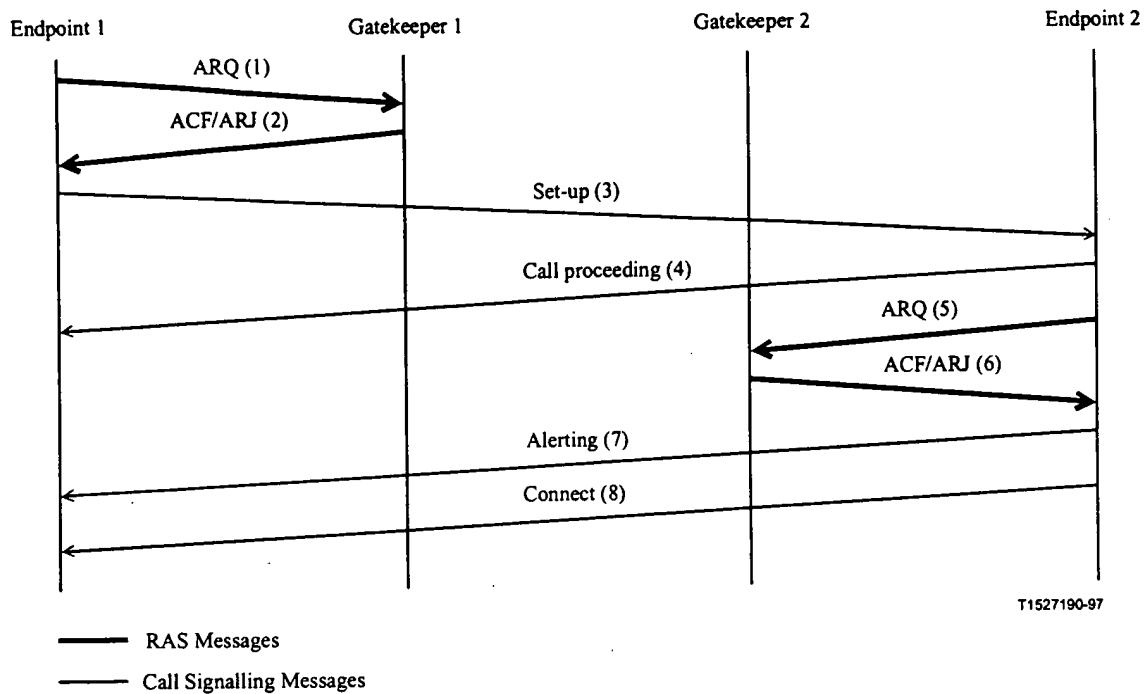 Endpoint 1
Gatekeeper 1
Gatekeeper 2
Endpoint 2
ARQ (1)
ACF/ARJ (2)
Set-up (3)
Call proceeding (4)
ARQ (5)
ACF/ARJ (6)
Alerting (7)
Connect (8)
T1527190-97
RAS Messages
Call Signalling Messages